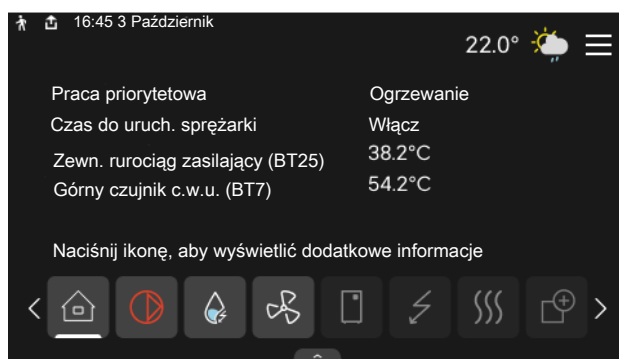 16:45 3 Październik
22.0°
Praca priorytetowa Ogrzewanie
Czas do uruch. sprężarki Włącz
Zewn. rurociąg zasilający (BT25) 38.2°C
Górny czujnik c.w.u. (BT7) 54.2°C
Naciśnij ikonę, aby wyświetlić dodatkowe informacje